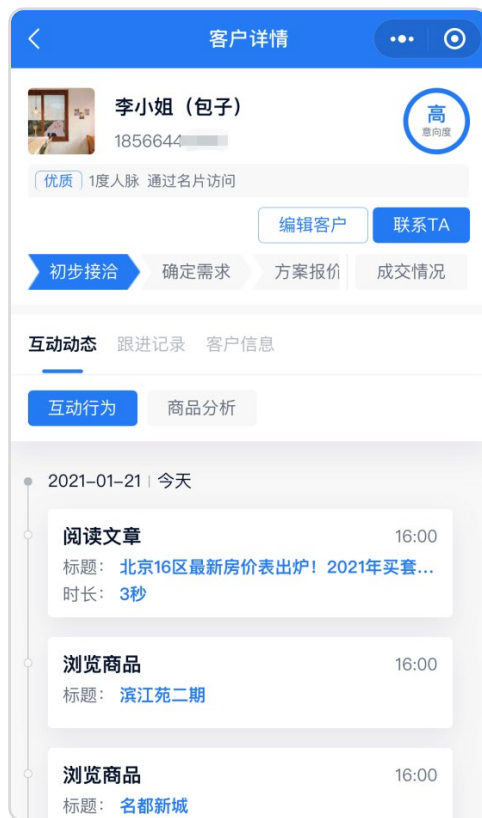 客户详情
李小姐（包子）
高
意向度
1856644
优质 1度人脉 通过名片访问
编辑客户 联系TA
初步接洽 确定需求 方案报价 成交情况
互动动态 跟进记录 客户信息
互动行为 商品分析
2021-01-21 | 今天
阅读文章 16:00
标题： 北京16区最新房价表出炉！2021年买套...
时长： 3秒
浏览商品 16:00
标题： 滨江苑二期
浏览商品 16:00
标题： 名都新城